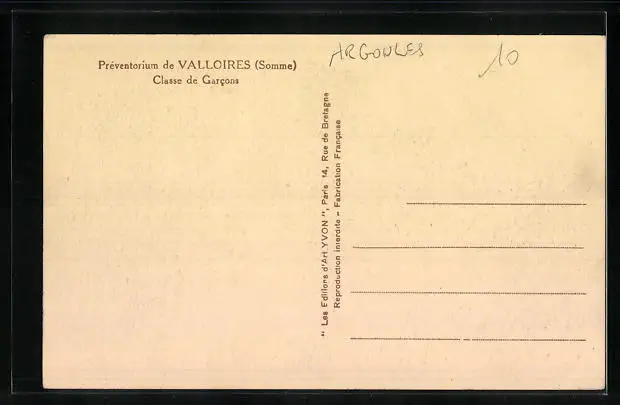 Préventorium de VALLOIRES (Somme)
Classe de Garçons
ARGOULES
10
" Les Editions d'Art YVON ", Paris 14, Rue de Bretagne
Reproduction interdite - Fabrication Française